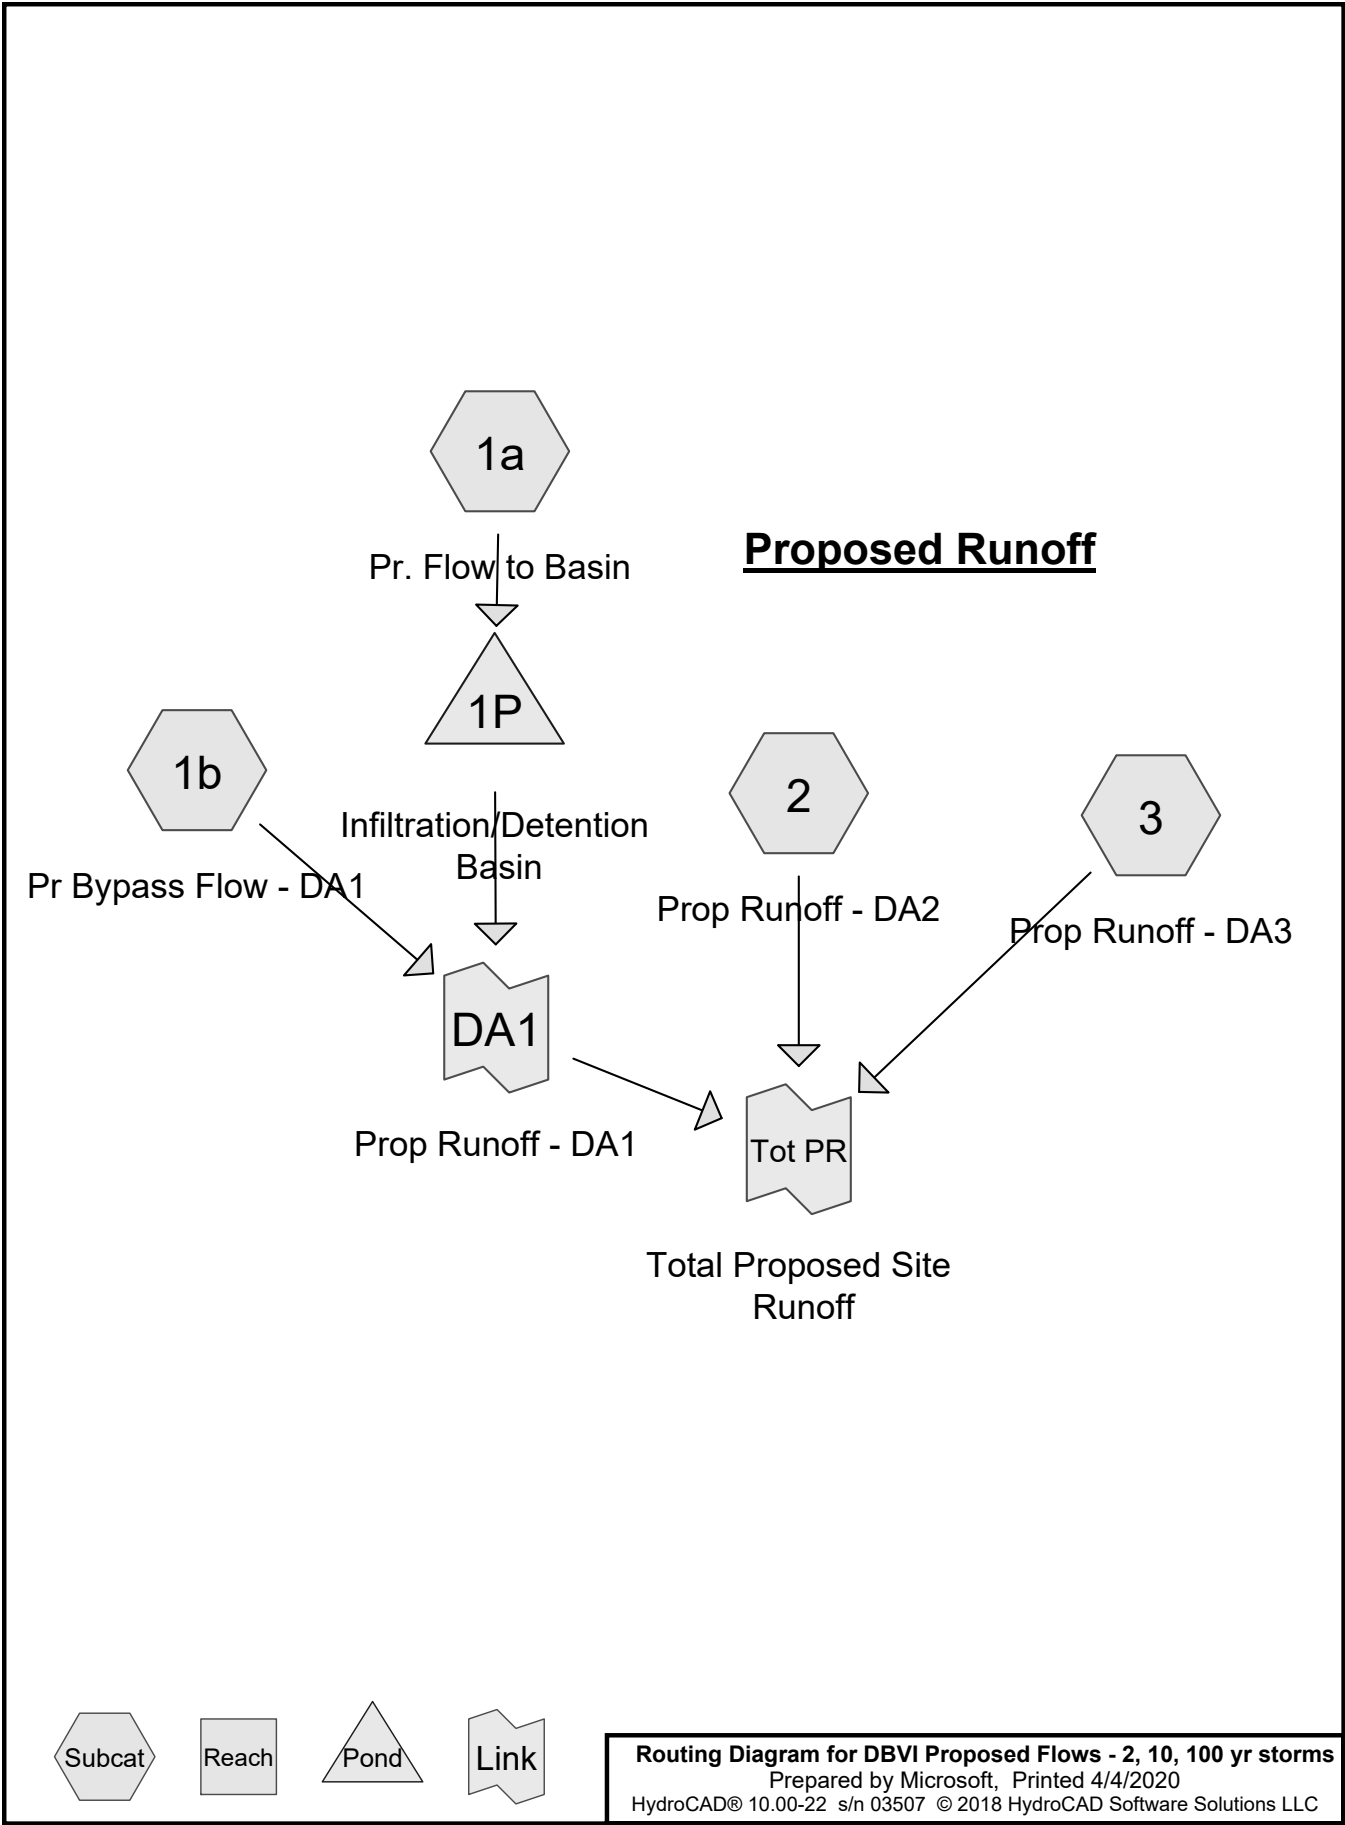 1a
Pr. Flow to Basin
Proposed Runoff
1P
Infiltration/Detention
Basin
1b
Pr Bypass Flow - DA1
2
Prop Runoff - DA2
3
Prop Runoff - DA3
DA1
Prop Runoff - DA1
Tot PR
Total Proposed Site
Runoff
Subcat
Reach
Pond
Link
Routing Diagram for DBVI Proposed Flows - 2, 10, 100 yr storms
Prepared by Microsoft, Printed 4/4/2020
HydroCAD® 10.00-22 s/n 03507 © 2018 HydroCAD Software Solutions LLC